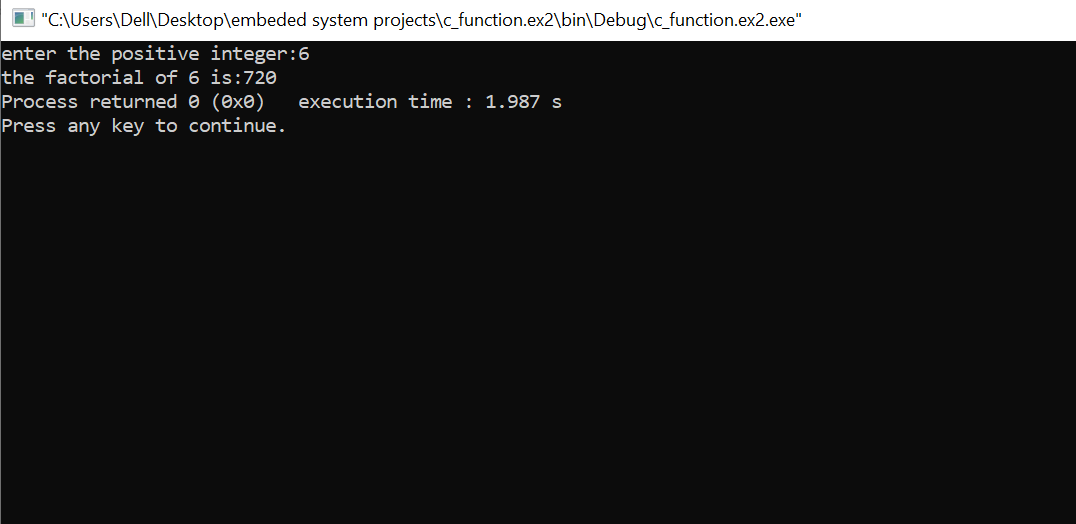 "C:\Users\Dell\Desktop\embeded system projects\c_function.ex2\bin\Debug\c_function.ex2.exe"
enter the positive integer:6
the factorial of 6 is:720
Process returned 0 (0x0)   execution time : 1.987 s
Press any key to continue.